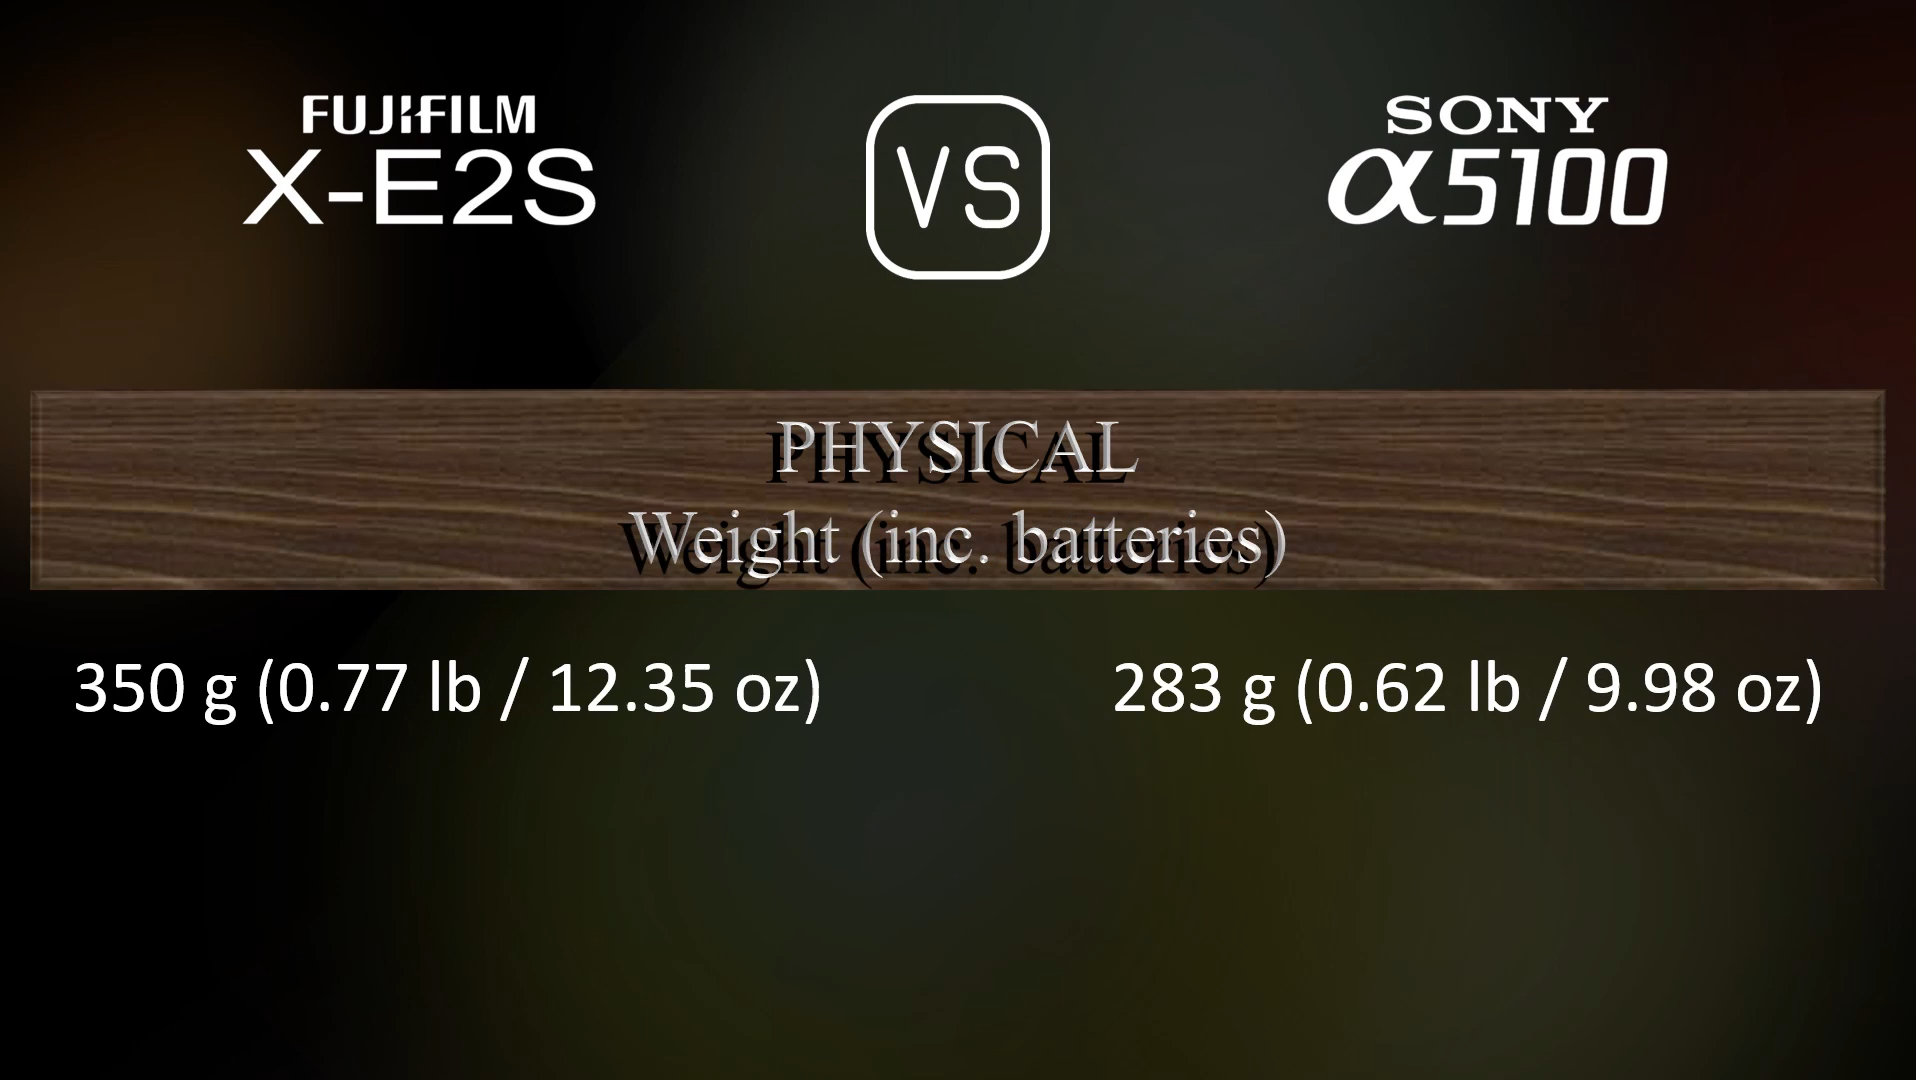 FUJIFILM
X-E2S
VS
SONY
α5100
PHYSICAL
Weight (inc. batteries)
350 g (0.77 lb / 12.35 oz)
283 g (0.62 lb / 9.98 oz)